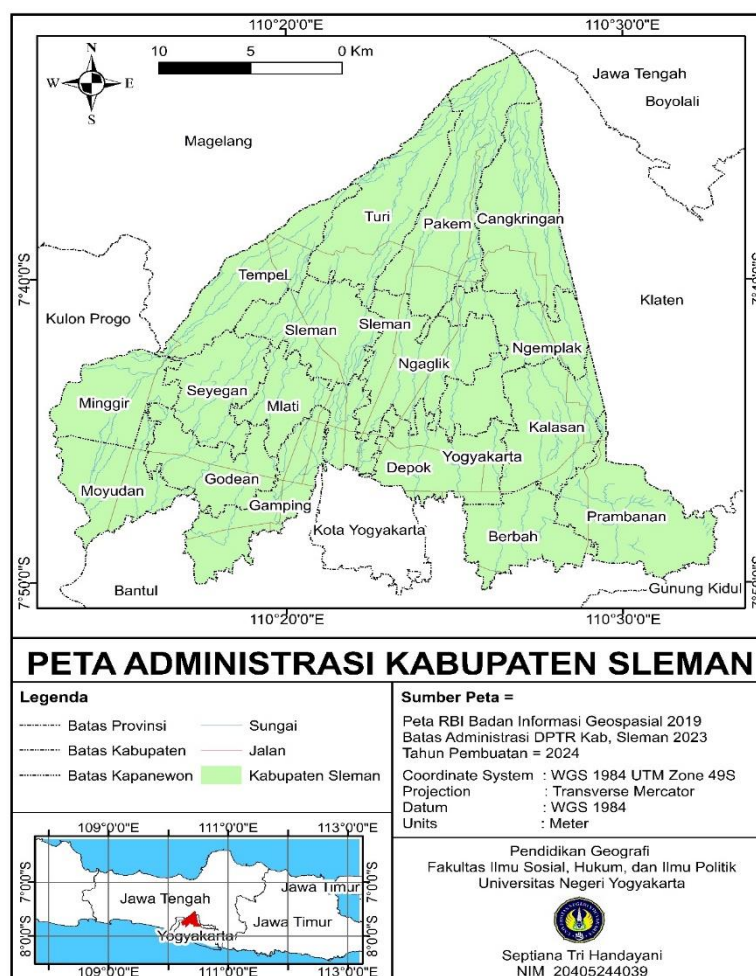 110°20'0"E 110°30'0"E
N
W E
S
10 5 0 Km
Jawa Tengah
Boyolali
Magelang
Turi
Pakem
Cangkringan
7°40'0"S
Tempel
Klaten
Kulon Progo
Sleman
Sleman
Ngaglik
Ngemplak
Seyegan
Minggir
Mlati
Kalasan
Yogyakarta
Depok
Godean
Moyudan
Gamping
Prambanan
Kota Yogyakarta
Berbah
7°50'0"S
Bantul
Gunung Kidul
110°20'0"E 110°30'0"E
PETA ADMINISTRASI KABUPATEN SLEMAN
Legenda
Batas Provinsi
Batas Kabupaten
Batas Kapanewon
Sungai
Jalan
Kabupaten Sleman
Sumber Peta =
Peta RBI Badan Informasi Geospasial 2019
Batas Administrasi DPTR Kab, Sleman 2023
Tahun Pembuatan = 2024
Coordinate System : WGS 1984 UTM Zone 49S
Projection : Transverse Mercator
Datum : WGS 1984
Units : Meter
109°0'0"E 111°0'0"E 113°0'0"E
7°0'0"S
8°0'0"S
Jawa Tengah
Jawa Timur
Jawa Timur
Yogyakarta
109°0'0"E 111°0'0"E 113°0'0"E
Pendidikan Geografi
Fakultas Ilmu Sosial, Hukum, dan Ilmu Politik
Universitas Negeri Yogyakarta
Septiana Tri Handayani
NIM 20405244039